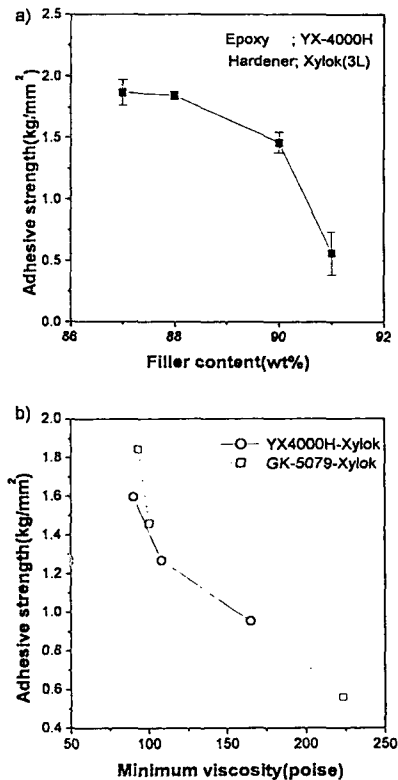 a)
2.5
2.0
1.5
1.0
0.5
0.0
Adhesive strength(kg/mm²)
Epoxy ; YX-4000H
Hardener; Xylok(3L)
86
88
90
92
Filler content(wt%)
b)
2.0
1.8
1.6
1.4
1.2
1.0
0.8
0.6
0.4
Adhesive strength(kg/mm²)
YX4000H-Xylok
GK-5079-Xylok
50
100
150
200
250
Minimum viscosity(poise)